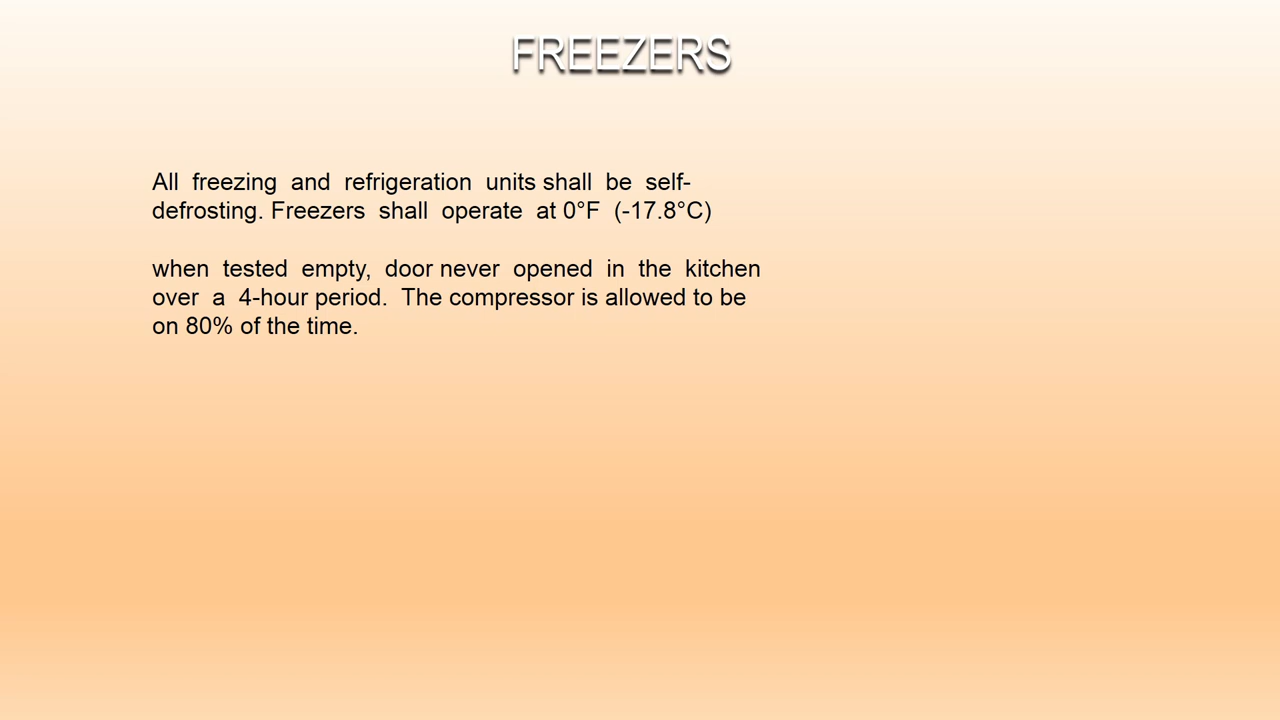 FREEZERS
All freezing and refrigeration units shall be self-
defrosting. Freezers shall operate at 0°F (-17.8°C)
when tested empty, door never opened in the kitchen
over a 4-hour period. The compressor is allowed to be
on 80% of the time.